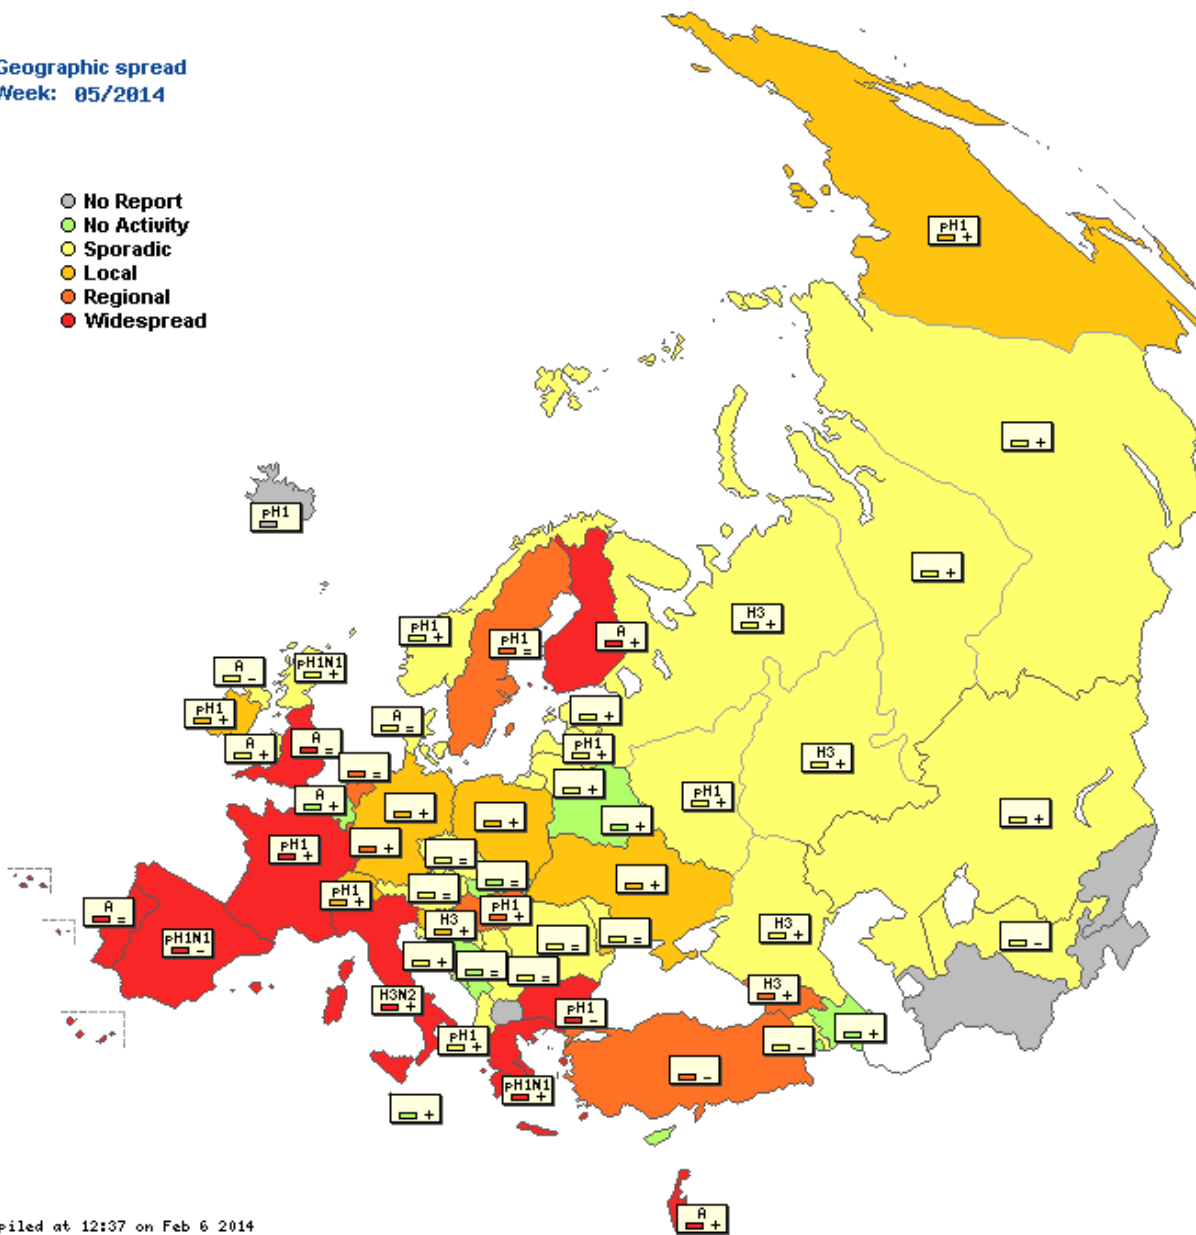 Geographic spread
Week: 05/2014
No Report
No Activity
Sporadic
Local
Regional
Widespread
pH1
+
+
pH1
+
H3
+
pH1
+
pH1
=
A
+
A
-
pH1N1
+
pH1
+
A
=
+
A
+
A
=
pH1
+
H3
+
=
+
A
+
pH1
+
+
+
+
+
pH1
+
+
=
=
+
pH1
+
=
A
=
pH1
+
H3
+
pH1N1
-
=
=
H3
+
-
+
=
=
H3N2
+
pH1
-
H3
+
pH1
+
-
+
-
pH1N1
+
+
A
+
piled at 12:37 on Feb 6 2014